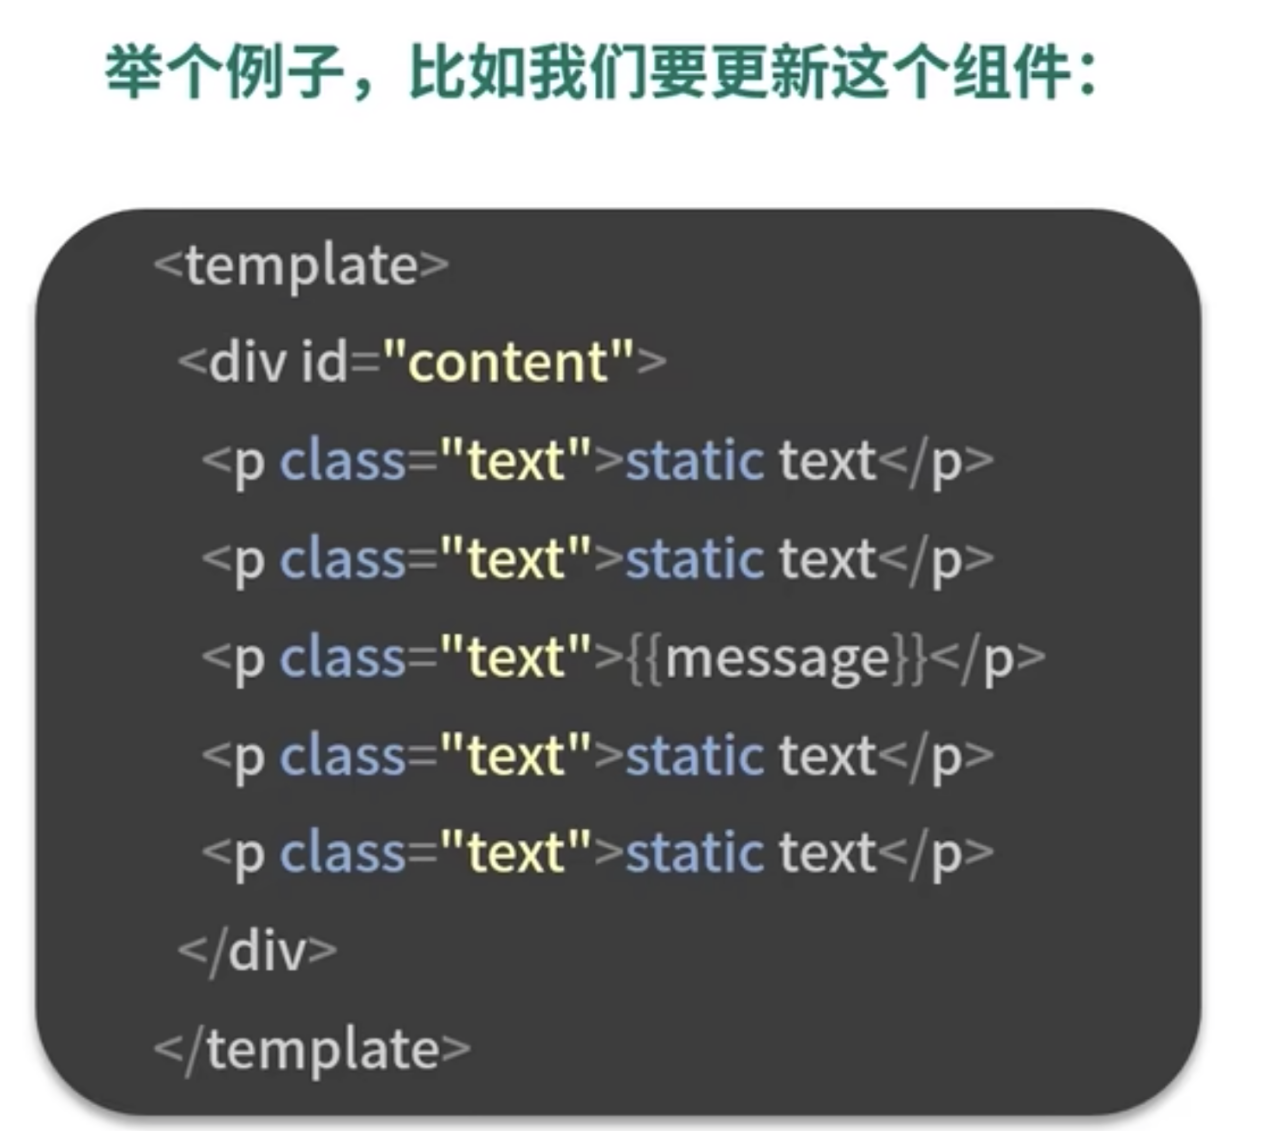 举个例子，比如我们要更新这个组件：
<template>
<div id="content">
<p class="text">static text</p>
<p class="text">static text</p>
<p class="text">{{message}}</p>
<p class="text">static text</p>
<p class="text">static text</p>
</div>
</template>